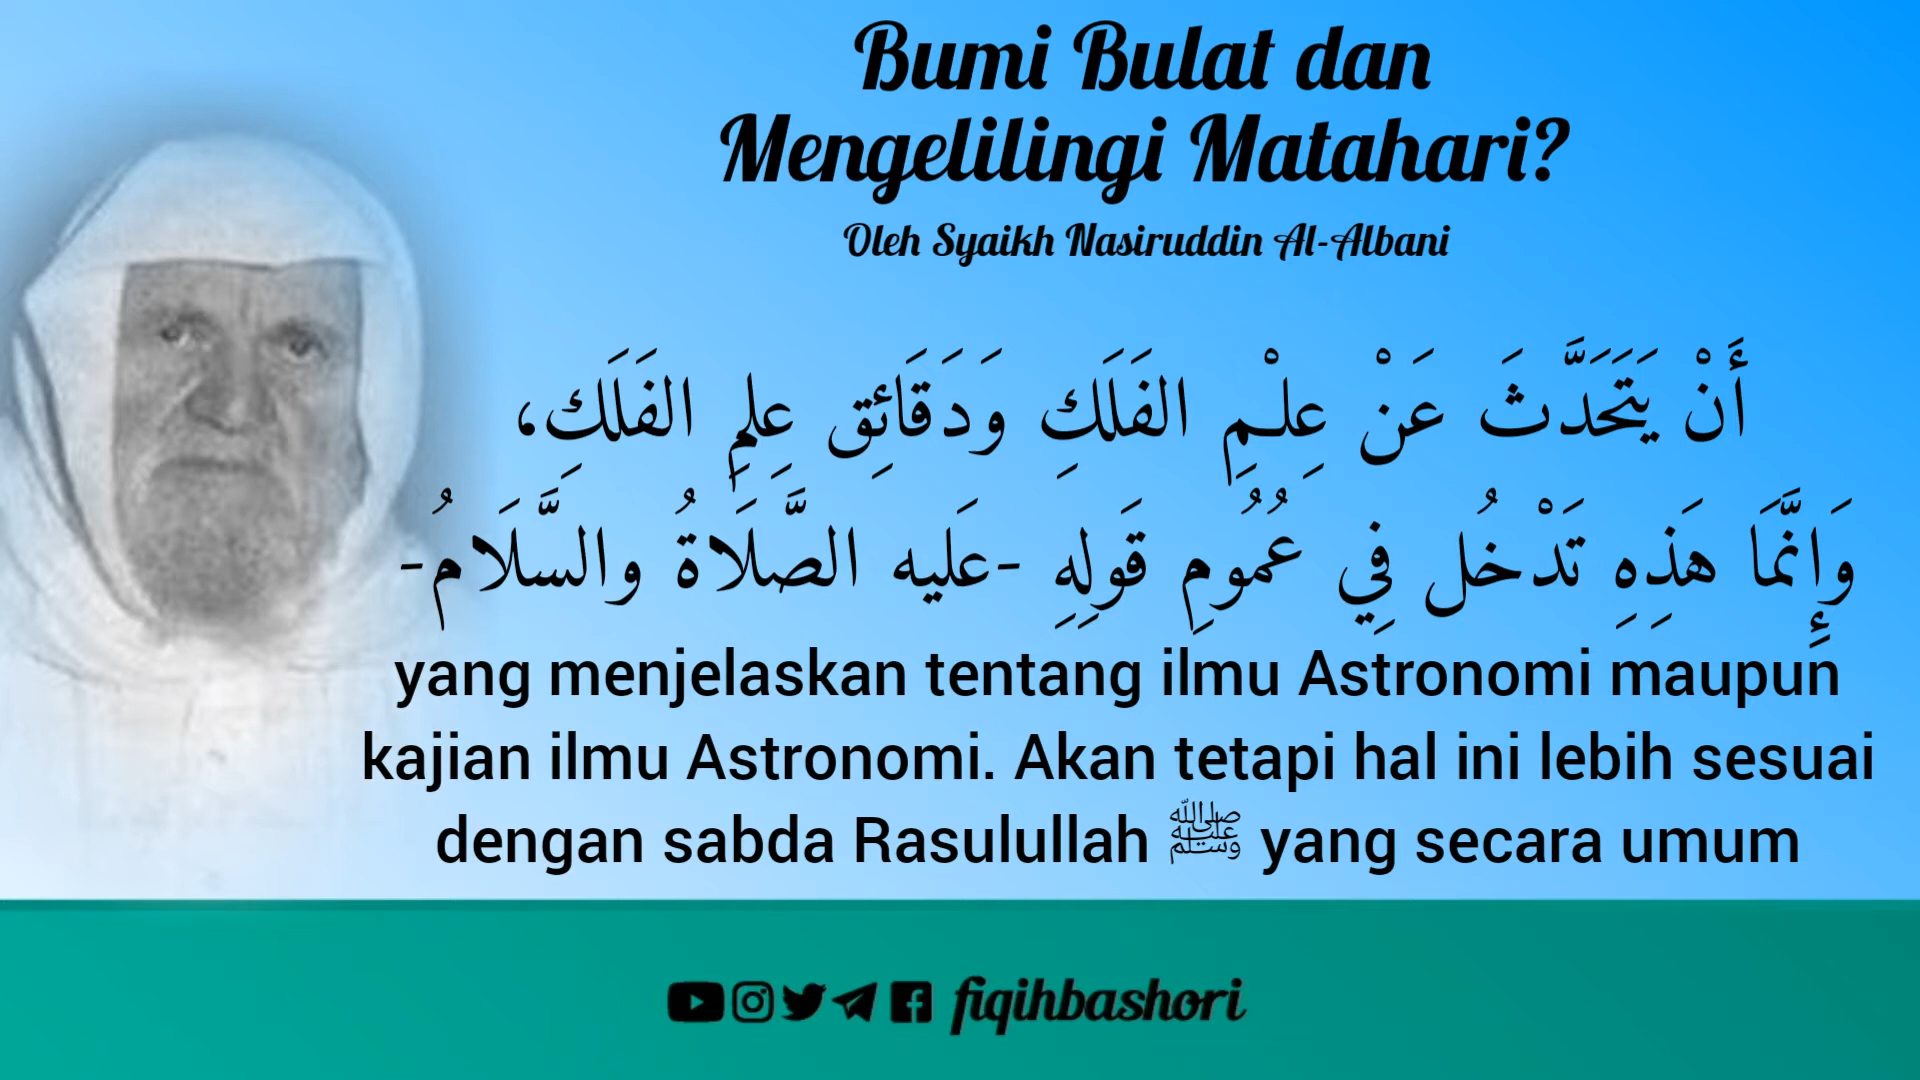 Bumi Bulat dan
Mengelilingi Matahari?
Oleh Syaikh Nasiruddin Al-Albani
أَنْ يَتَحَدَّثَ عَنْ عِلْـمِ الفَلَكِ وَدَقَائِق عِلِمِ الفَلَكِ،
وَإِنَّمَا هَذِهِ تَدْخُل فِي عُمُومِ قَولِهِ -عَليه الصَّلَاةُ والسَّلَامُ-
yang menjelaskan tentang ilmu Astronomi maupun
kajian ilmu Astronomi. Akan tetapi hal ini lebih sesuai
dengan sabda Rasulullah ﷺ yang secara umum
fiqihbashori